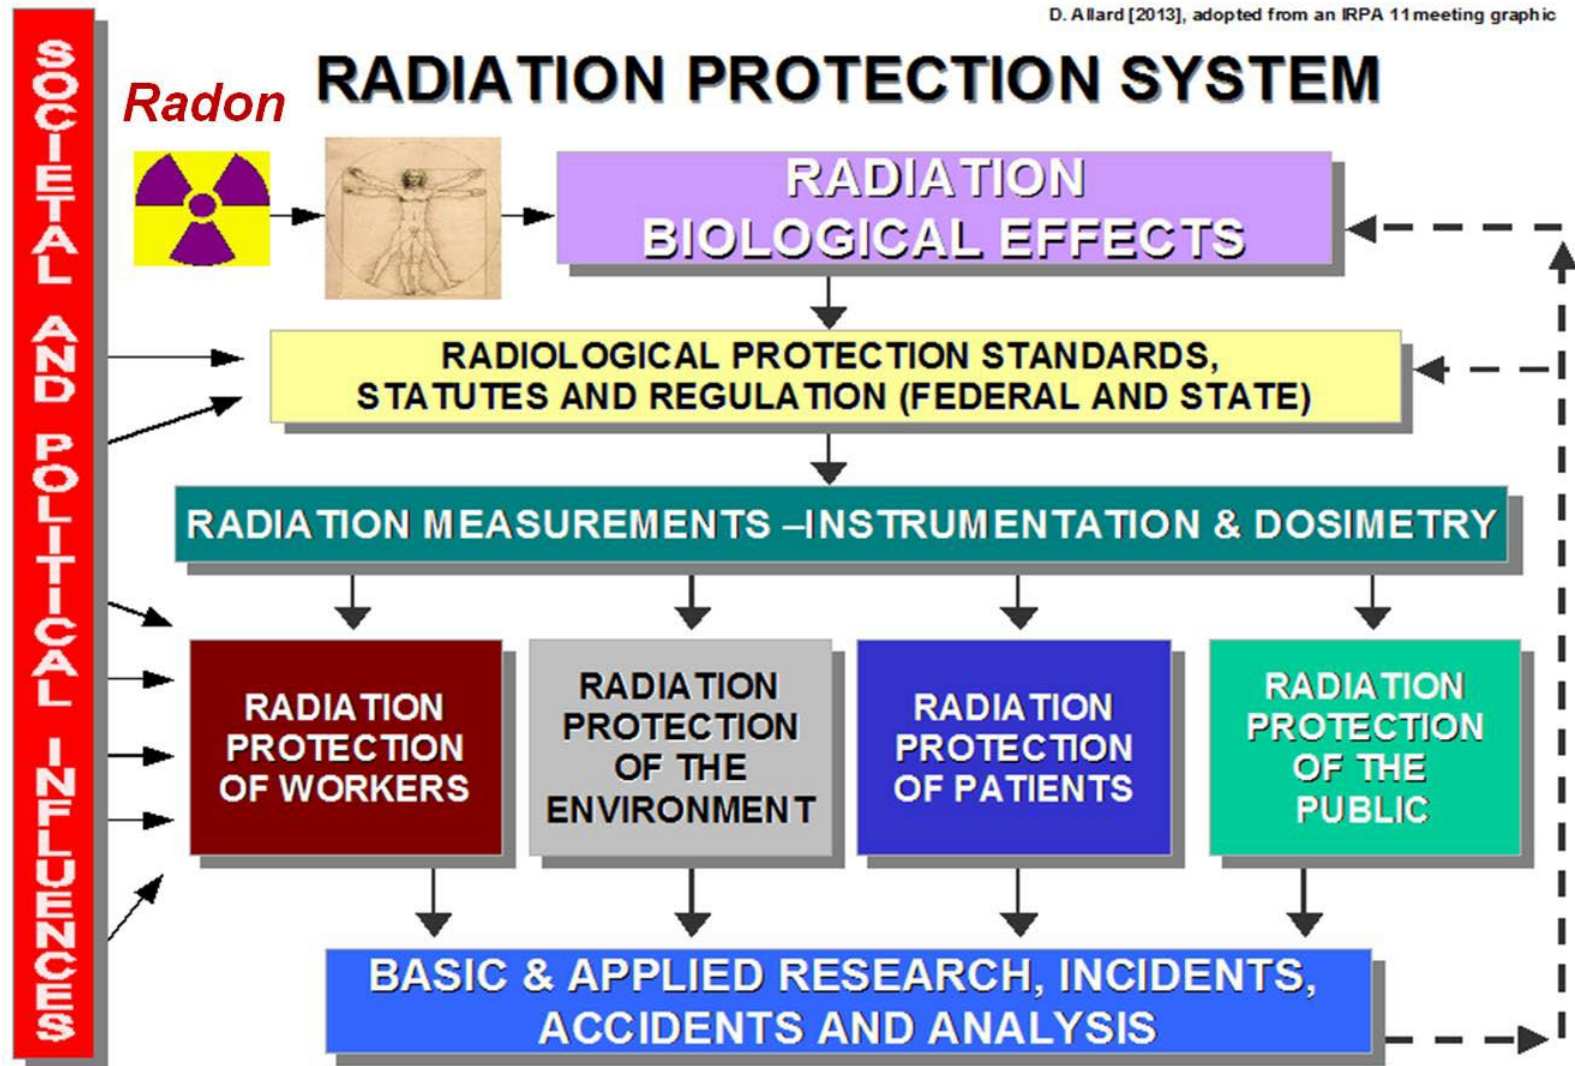 D. Allard [2013], adopted from an IRPA 11 meeting graphic
RADIATION PROTECTION SYSTEM
Radon
SOCIETAL AND POLITICAL INFLUENCES
RADIATION
BIOLOGICAL EFFECTS
RADIOLOGICAL PROTECTION STANDARDS,
STATUTES AND REGULATION (FEDERAL AND STATE)
RADIATION MEASUREMENTS –INSTRUMENTATION & DOSIMETRY
RADIATION
PROTECTION
OF WORKERS
RADIATION
PROTECTION
OF THE
ENVIRONMENT
RADIATION
PROTECTION
OF PATIENTS
RADIATION
PROTECTION
OF THE
PUBLIC
BASIC & APPLIED RESEARCH, INCIDENTS,
ACCIDENTS AND ANALYSIS